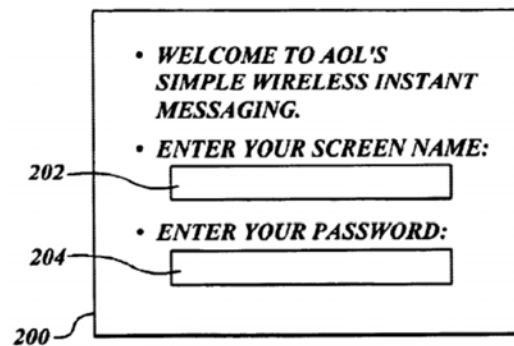 • WELCOME TO AOL'S
SIMPLE WIRELESS INSTANT
MESSAGING.
• ENTER YOUR SCREEN NAME:
202
• ENTER YOUR PASSWORD:
204
200